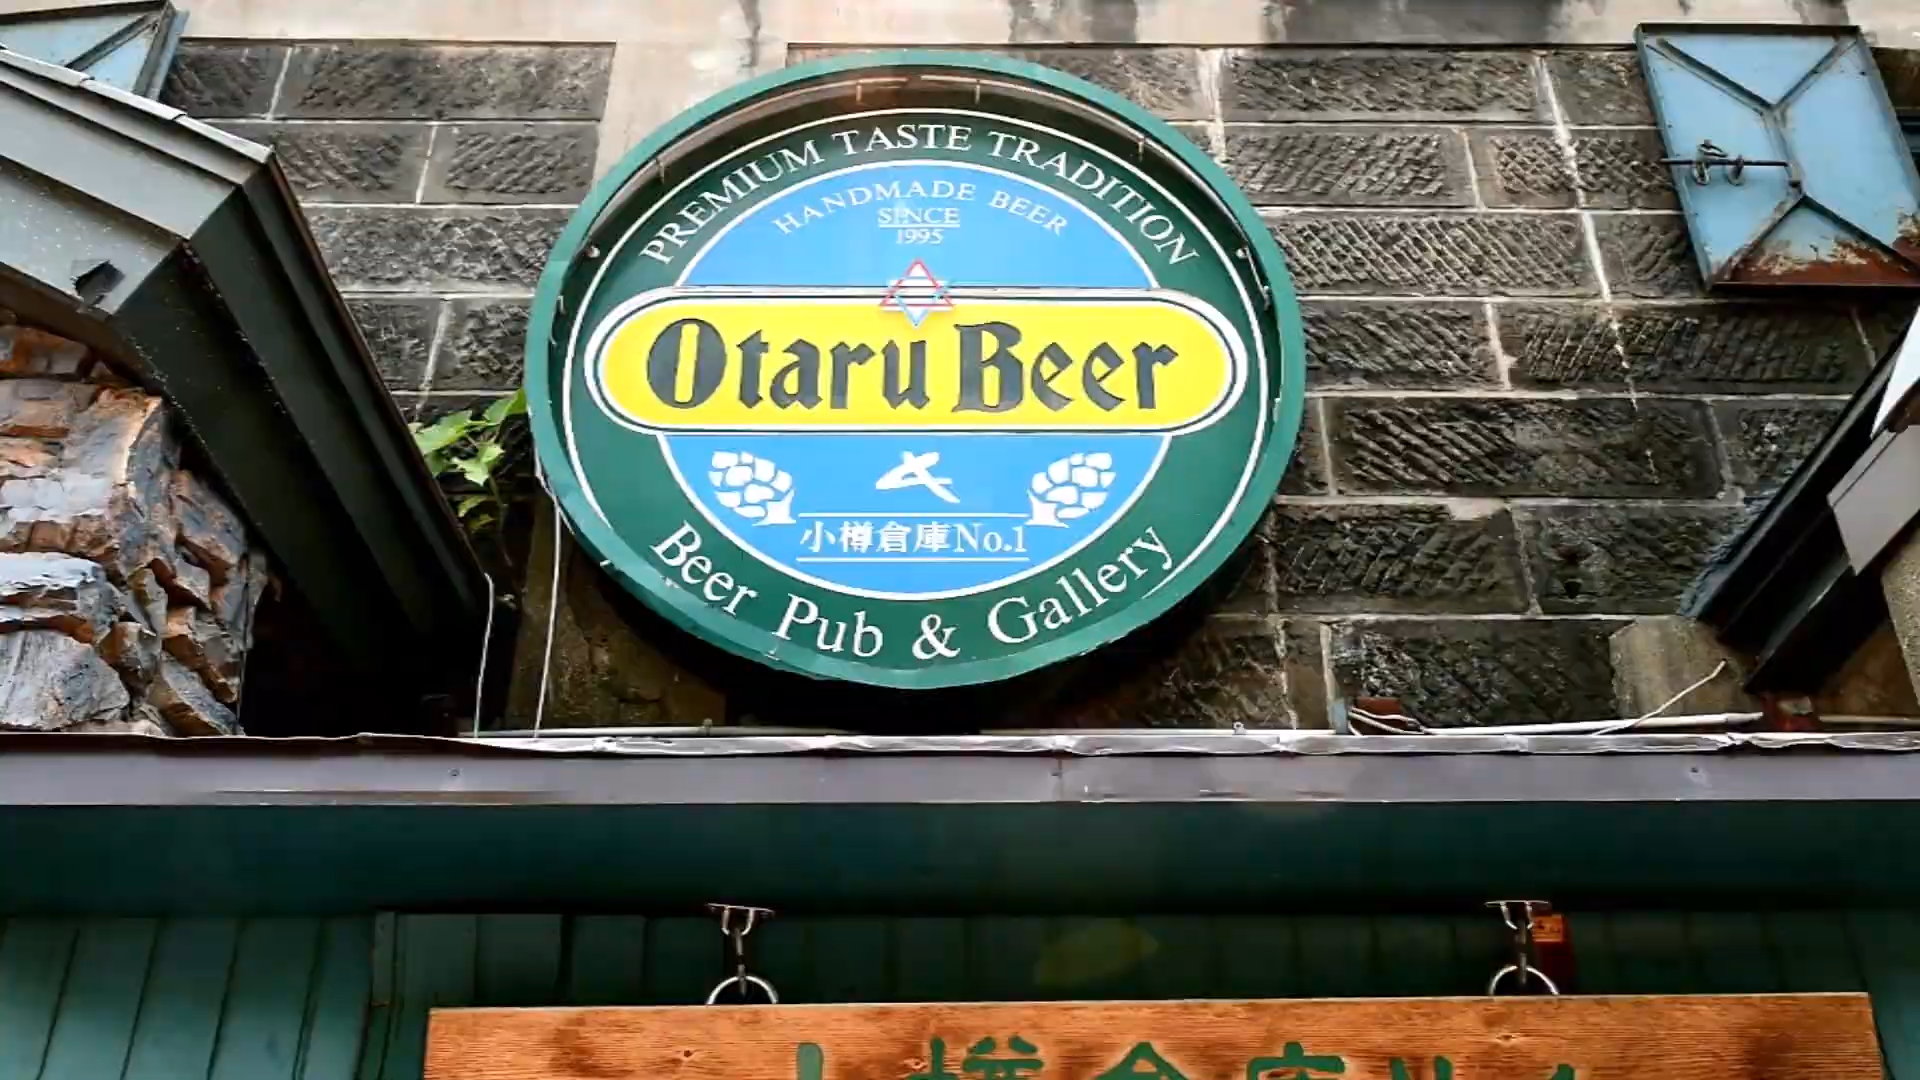 PREMIUM TASTE TRADITION
HANDMADE BEER
SINCE
1995
Otaru Beer
小樽倉庫No.1
Beer Pub & Gallery